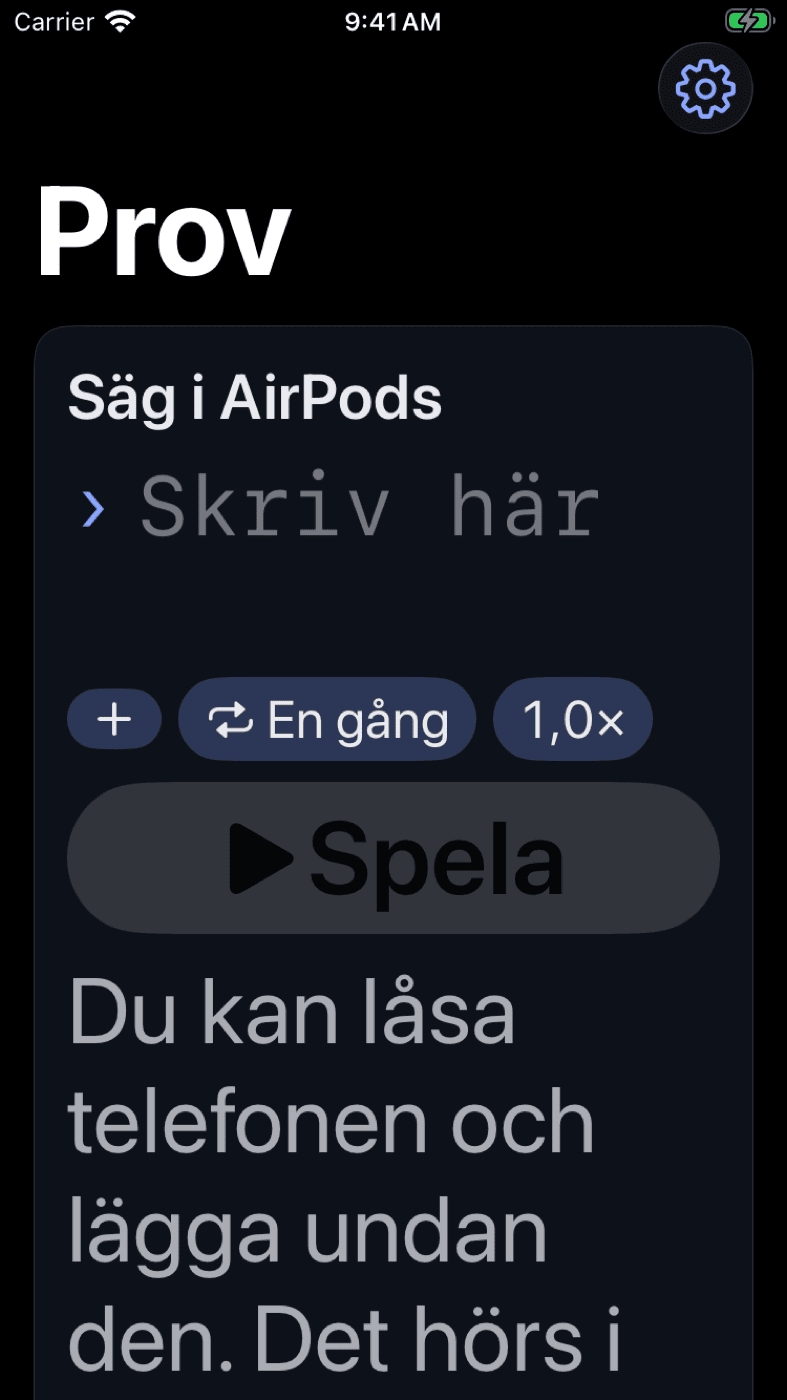 Carrier 9:41 AM
Prov
Säg i AirPods
› Skriv här
+ En gång 1,0×
Spela
Du kan låsa
telefonen och
lägga undan
den. Det hörs i